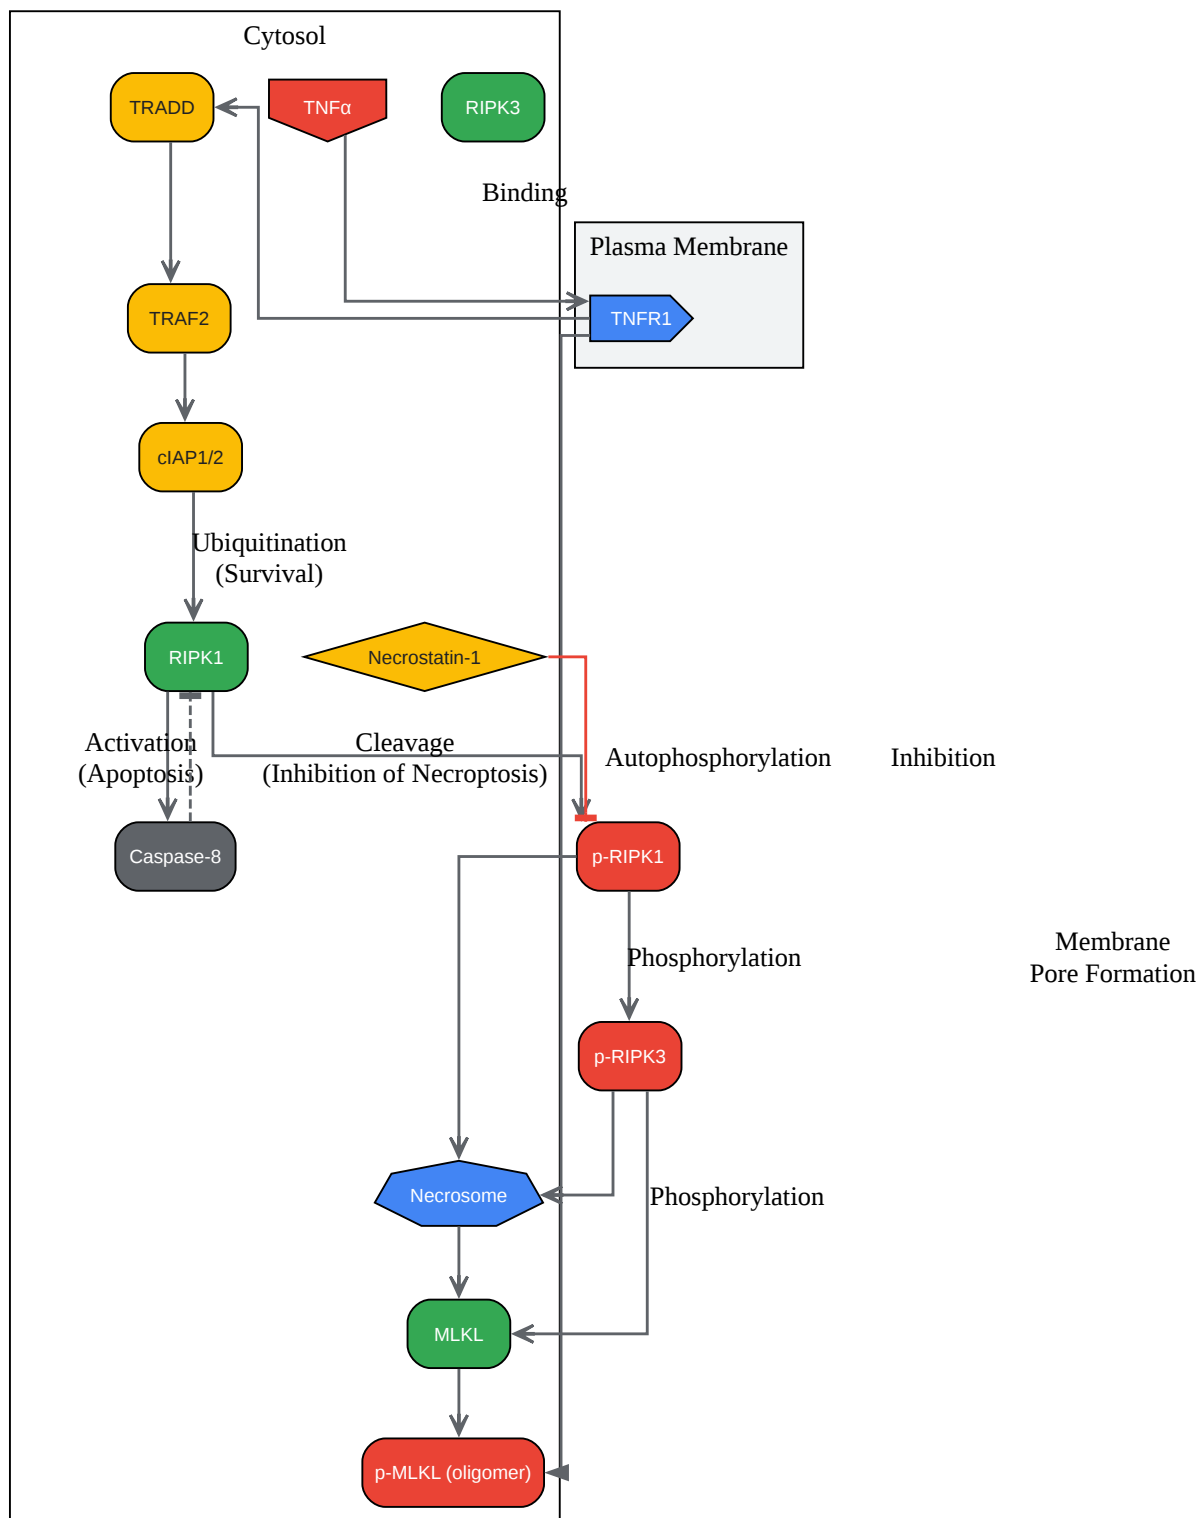 Cytosol
TRADD
TNFα
RIPK3
Binding
Plasma Membrane
TNFR1
TRAF2
cIAP1/2
Ubiquitination
(Survival)
RIPK1
Necrostatin-1
Activation
(Apoptosis)
Cleavage
(Inhibition of Necroptosis)
Autophosphorylation
Inhibition
Caspase-8
p-RIPK1
Phosphorylation
Membrane
Pore Formation
p-RIPK3
Necrosome
Phosphorylation
MLKL
p-MLKL (oligomer)